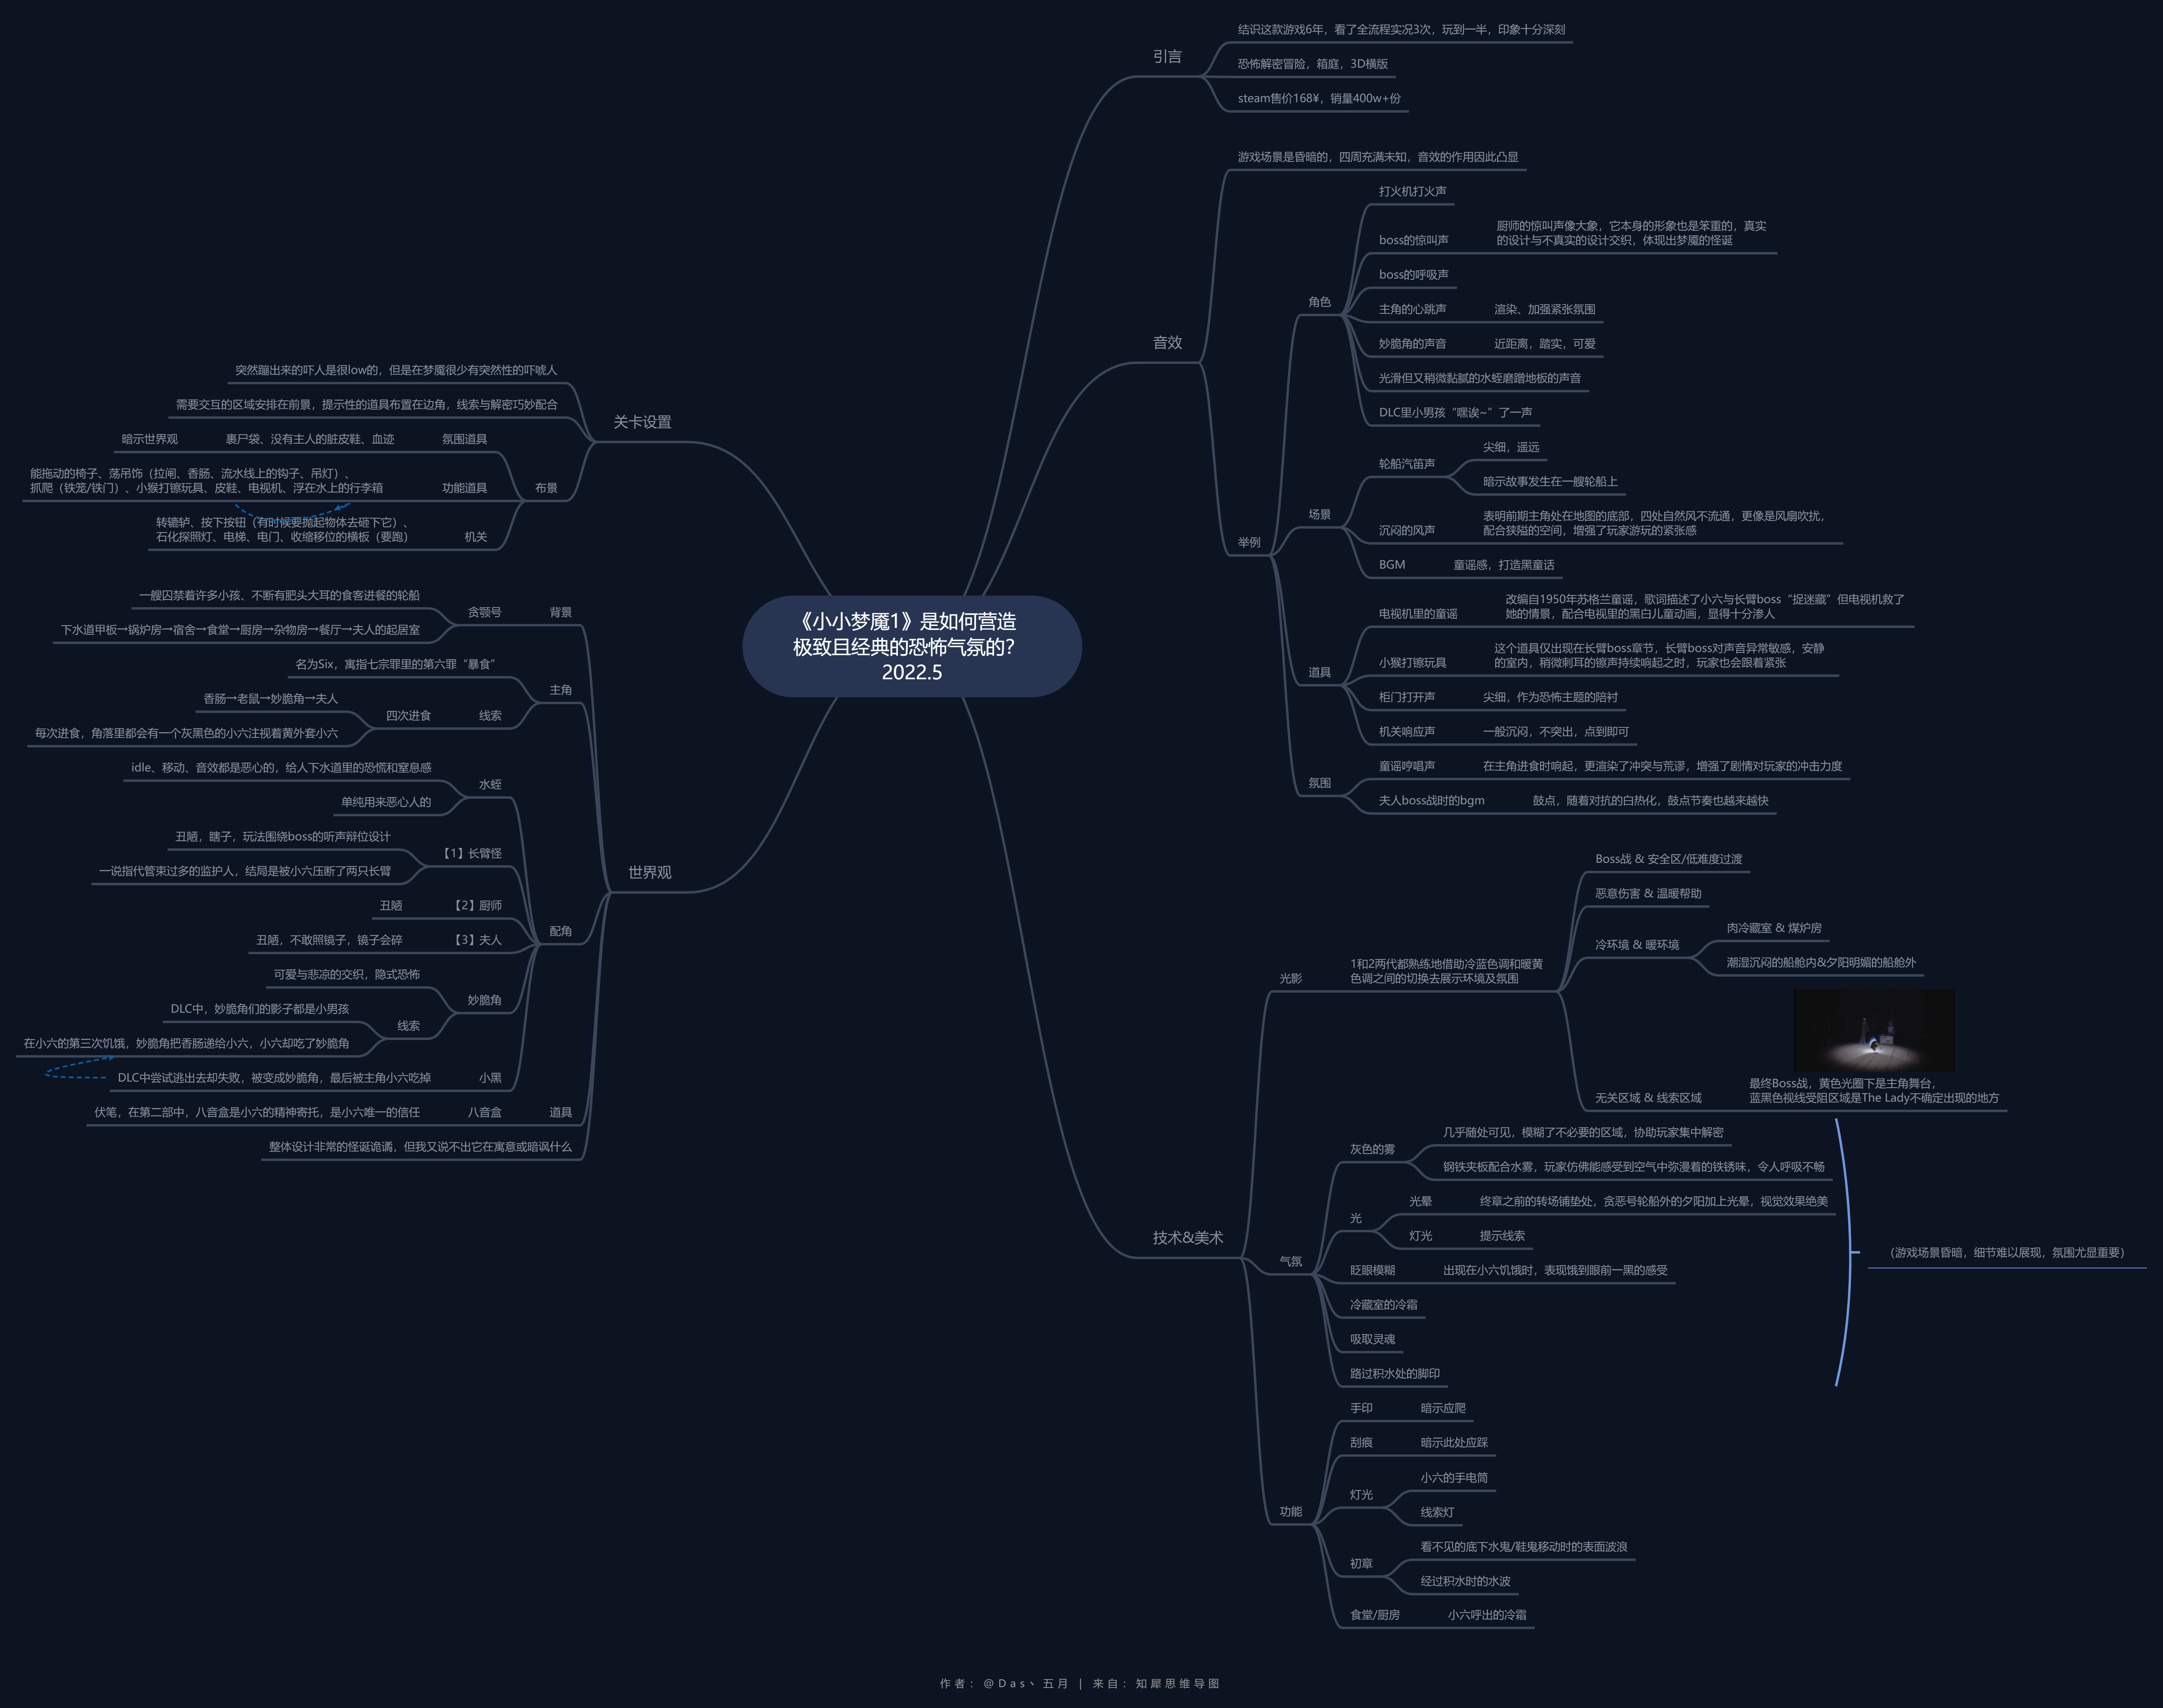 《小小梦魇1》是如何营造
极致且经典的恐怖气氛的?
2022.5
引言
结识这款游戏6年，看了全流程实况3次，玩到一半，印象十分深刻
恐怖解密冒险，箱庭，3D横版
steam售价168¥，销量400w+份
音效
游戏场景是昏暗的，四周充满未知，音效的作用因此凸显
举例
角色
打火机打火声
boss的惊叫声
厨师的惊叫声像大象，它本身的形象也是笨重的，真实
的设计与不真实的设计交织，体现出梦魇的怪诞
boss的呼吸声
主角的心跳声
渲染、加强紧张氛围
妙脆角的声音
近距离，踏实，可爱
光滑但又稍微黏腻的水蛭磨蹭地板的声音
DLC里小男孩“嘿诶~”了一声
场景
轮船汽笛声
尖细，遥远
暗示故事发生在一艘轮船上
沉闷的风声
表明前期主角处在地图的底部，四处自然风不流通，更像是风扇吹扰，
配合狭隘的空间，增强了玩家游玩的紧张感
BGM
童谣感，打造黑童话
道具
电视机里的童谣
改编自1950年苏格兰童谣，歌词描述了小六与长臂boss“捉迷藏”但电视机救了
她的情景，配合电视里的黑白儿童动画，显得十分渗人
小猴打镲玩具
这个道具仅出现在长臂boss章节，长臂boss对声音异常敏感，安静
的室内，稍微刺耳的镲声持续响起之时，玩家也会跟着紧张
柜门打开声
尖细，作为恐怖主题的陪衬
机关响应声
一般沉闷，不突出，点到即可
氛围
童谣哼唱声
在主角进食时响起，更渲染了冲突与荒谬，增强了剧情对玩家的冲击力度
夫人boss战时的bgm
鼓点，随着对抗的白热化，鼓点节奏也越来越快
技术&美术
光影
1和2两代都熟练地借助冷蓝色调和暖黄
色调之间的切换去展示环境及氛围
Boss战 & 安全区/低难度过渡
恶意伤害 & 温暖帮助
冷环境 & 暖环境
肉冷藏室 & 煤炉房
潮湿沉闷的船舱内&夕阳明媚的船舱外
无关区域 & 线索区域
最终Boss战，黄色光圈下是主角舞台，
蓝黑色视线受阻区域是The Lady不确定出现的地方
气氛
灰色的雾
几乎随处可见，模糊了不必要的区域，协助玩家集中解密
钢铁夹板配合水雾，玩家仿佛能感受到空气中弥漫着的铁锈味，令人呼吸不畅
光
光晕
终章之前的转场铺垫处，贪恶号轮船外的夕阳加上光晕，视觉效果绝美
灯光
提示线索
眨眼模糊
出现在小六饥饿时，表现饿到眼前一黑的感受
冷藏室的冷霜
吸取灵魂
路过积水处的脚印
（游戏场景昏暗，细节难以展现，氛围尤显重要）
功能
手印
暗示应爬
刮痕
暗示此处应踩
灯光
小六的手电筒
线索灯
初章
看不见的底下水鬼/鞋鬼移动时的表面波浪
经过积水时的水波
食堂/厨房
小六呼出的冷霜
关卡设置
突然蹦出来的吓人是很low的，但是在梦魇很少有突然性的吓唬人
需要交互的区域安排在前景，提示性的道具布置在边角，线索与解密巧妙配合
布景
氛围道具
裹尸袋、没有主人的脏皮鞋、血迹
暗示世界观
功能道具
能拖动的椅子、荡吊饰（拉闸、香肠、流水线上的钩子、吊灯）、
抓爬（铁笼/铁门）、小猴打镲玩具、皮鞋、电视机、浮在水上的行李箱
机关
转辘轳、按下按钮（有时候要抛起物体去砸下它）、
石化探照灯、电梯、电门、收缩移位的横板（要跑）
世界观
背景
贪颚号
一艘囚禁着许多小孩、不断有肥头大耳的食客进餐的轮船
下水道甲板→锅炉房→宿舍→食堂→厨房→杂物房→餐厅→夫人的起居室
主角
名为Six，寓指七宗罪里的第六罪“暴食”
线索
四次进食
香肠→老鼠→妙脆角→夫人
每次进食，角落里都会有一个灰黑色的小六注视着黄外套小六
配角
水蛭
idle、移动、音效都是恶心的，给人下水道里的恐慌和窒息感
单纯用来恶心人的
【1】长臂怪
丑陋，瞎子，玩法围绕boss的听声辩位设计
一说指代管束过多的监护人，结局是被小六压断了两只长臂
【2】厨师
丑陋
【3】夫人
丑陋，不敢照镜子，镜子会碎
妙脆角
可爱与悲凉的交织，隐式恐怖
线索
DLC中，妙脆角们的影子都是小男孩
在小六的第三次饥饿，妙脆角把香肠递给小六，小六却吃了妙脆角
小黑
DLC中尝试逃出去却失败，被变成妙脆角，最后被主角小六吃掉
道具
八音盒
伏笔，在第二部中，八音盒是小六的精神寄托，是小六唯一的信任
整体设计非常的怪诞诡谲，但我又说不出它在寓意或暗讽什么
作者：@Das丶五月 | 来自：知犀思维导图